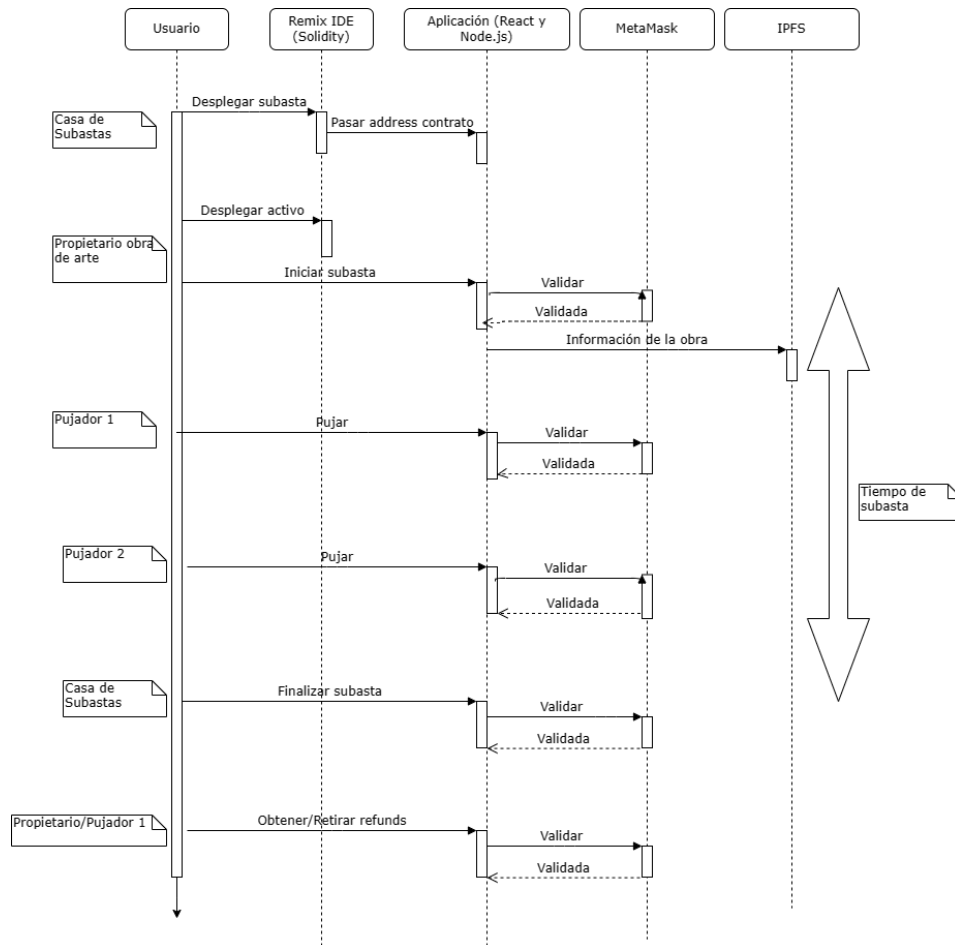 Usuario
Remix IDE
(Solidity)
Aplicación (React y
Node.js)
MetaMask
IPFS
Casa de
Subastas
Desplegar subasta
Pasar address contrato
Desplegar activo
Propietario obra
de arte
Iniciar subasta
Validar
Validada
Información de la obra
Pujador 1
Pujar
Validar
Validada
Tiempo de
subasta
Pujador 2
Pujar
Validar
Validada
Casa de
Subastas
Finalizar subasta
Validar
Validada
Propietario/Pujador 1
Obtener/Retirar refunds
Validar
Validada